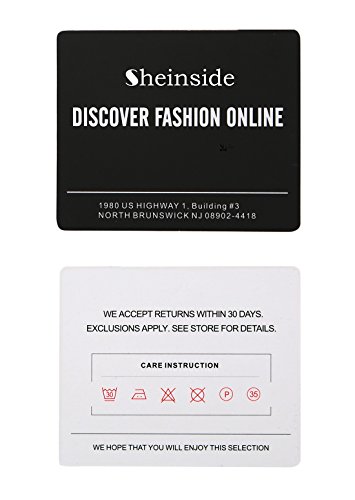 Sheinside
DISCOVER FASHION ONLINE
1980 US HIGHWAY 1, Building #3
NORTH BRUNSWICK NJ 08902-4418
WE ACCEPT RETURNS WITHIN 30 DAYS.
EXCLUSIONS APPLY. SEE STORE FOR DETAILS.
CARE INSTRUCTION
30 P 35
WE HOPE THAT YOU WILL ENJOY THIS SELECTION